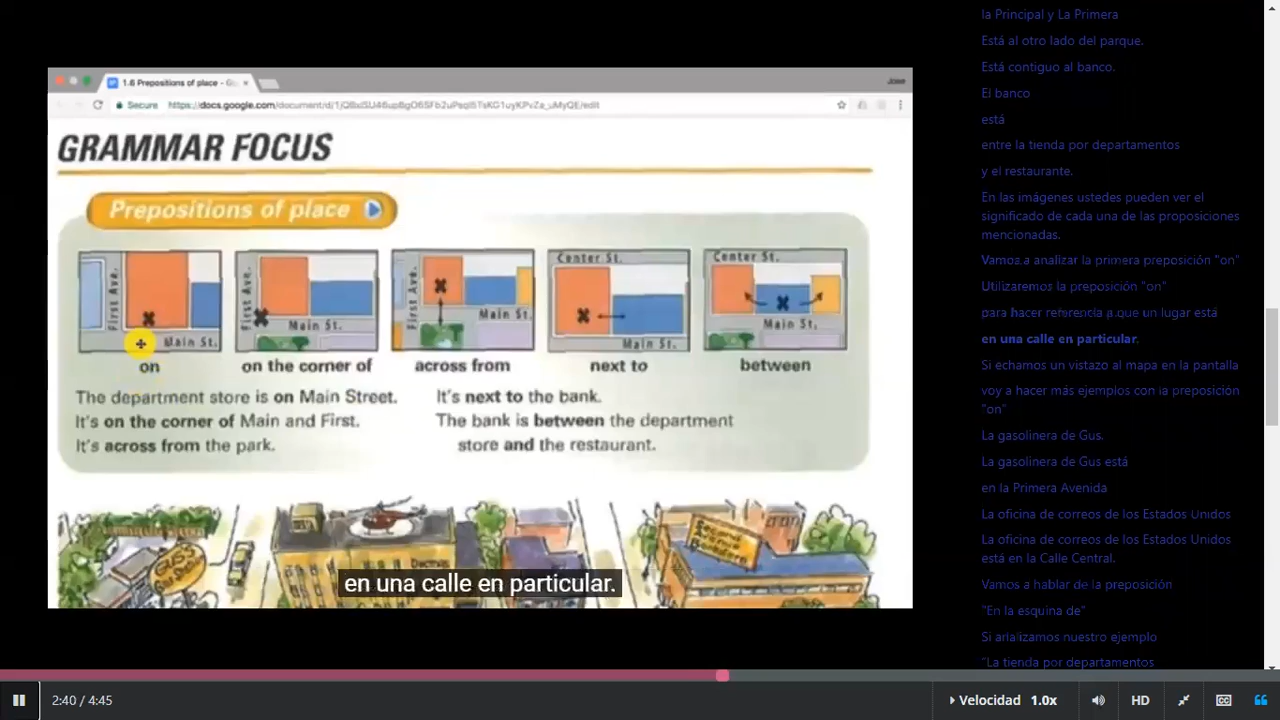 1.6 Prepositions of place - G
Secure
GRAMMAR FOCUS
Prepositions of place
First Ave.
Main St.
on
First Ave.
Main St.
on the corner of
First Ave.
Main St.
across from
Center St.
Main St.
next to
Center St.
Main St.
between
The department store is on Main Street.
It's on the corner of Main and First.
It's across from the park.
It's next to the bank.
The bank is between the department
store and the restaurant.
en una calle en particular.
2:40 / 4:45
Velocidad 1.0x
HD
CC
la Principal y La Primera
Está al otro lado del parque.
Está contiguo al banco.
El banco
está
entre la tienda por departamentos
y el restaurante.
En las imágenes ustedes pueden ver el
significado de cada una de las proposiciones
mencionadas.
Vamos a analizar la primera preposición "on"
Utilizaremos la preposición "on"
para hacer referencia a que un lugar está
en una calle en particular.
Si echamos un vistazo al mapa en la pantalla
voy a hacer más ejemplos con la preposición
"on"
La gasolinera de Gus.
La gasolinera de Gus está
en la Primera Avenida
La oficina de correos de los Estados Unidos
La oficina de correos de los Estados Unidos
está en la Calle Central.
Vamos a hablar de la preposición
"En la esquina de"
Si analizamos nuestro ejemplo
"La tienda por departamentos